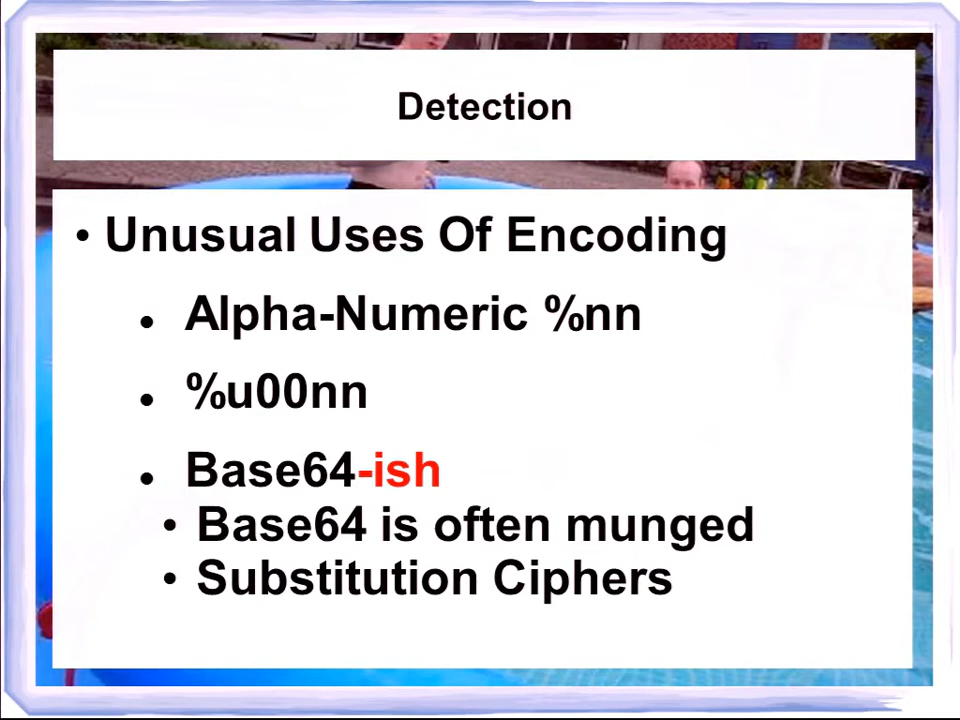 Detection
• Unusual Uses Of Encoding
• Alpha-Numeric %nn
• %u00nn
• Base64-ish
• Base64 is often munged
• Substitution Ciphers